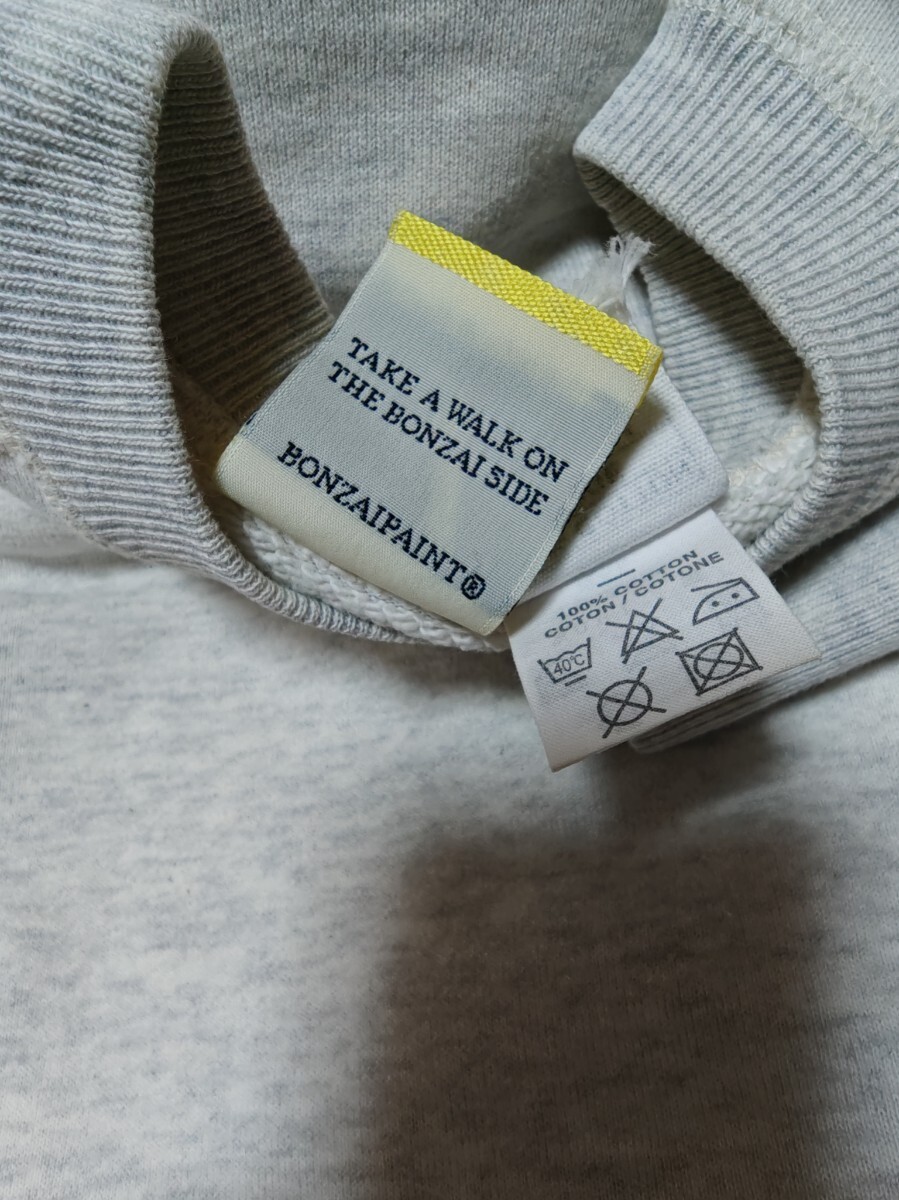 TAKE A WALK ON
THE BONZAI SIDE
BONZAIPAINT®
100% COTTON
COTON / COTONE
40°C